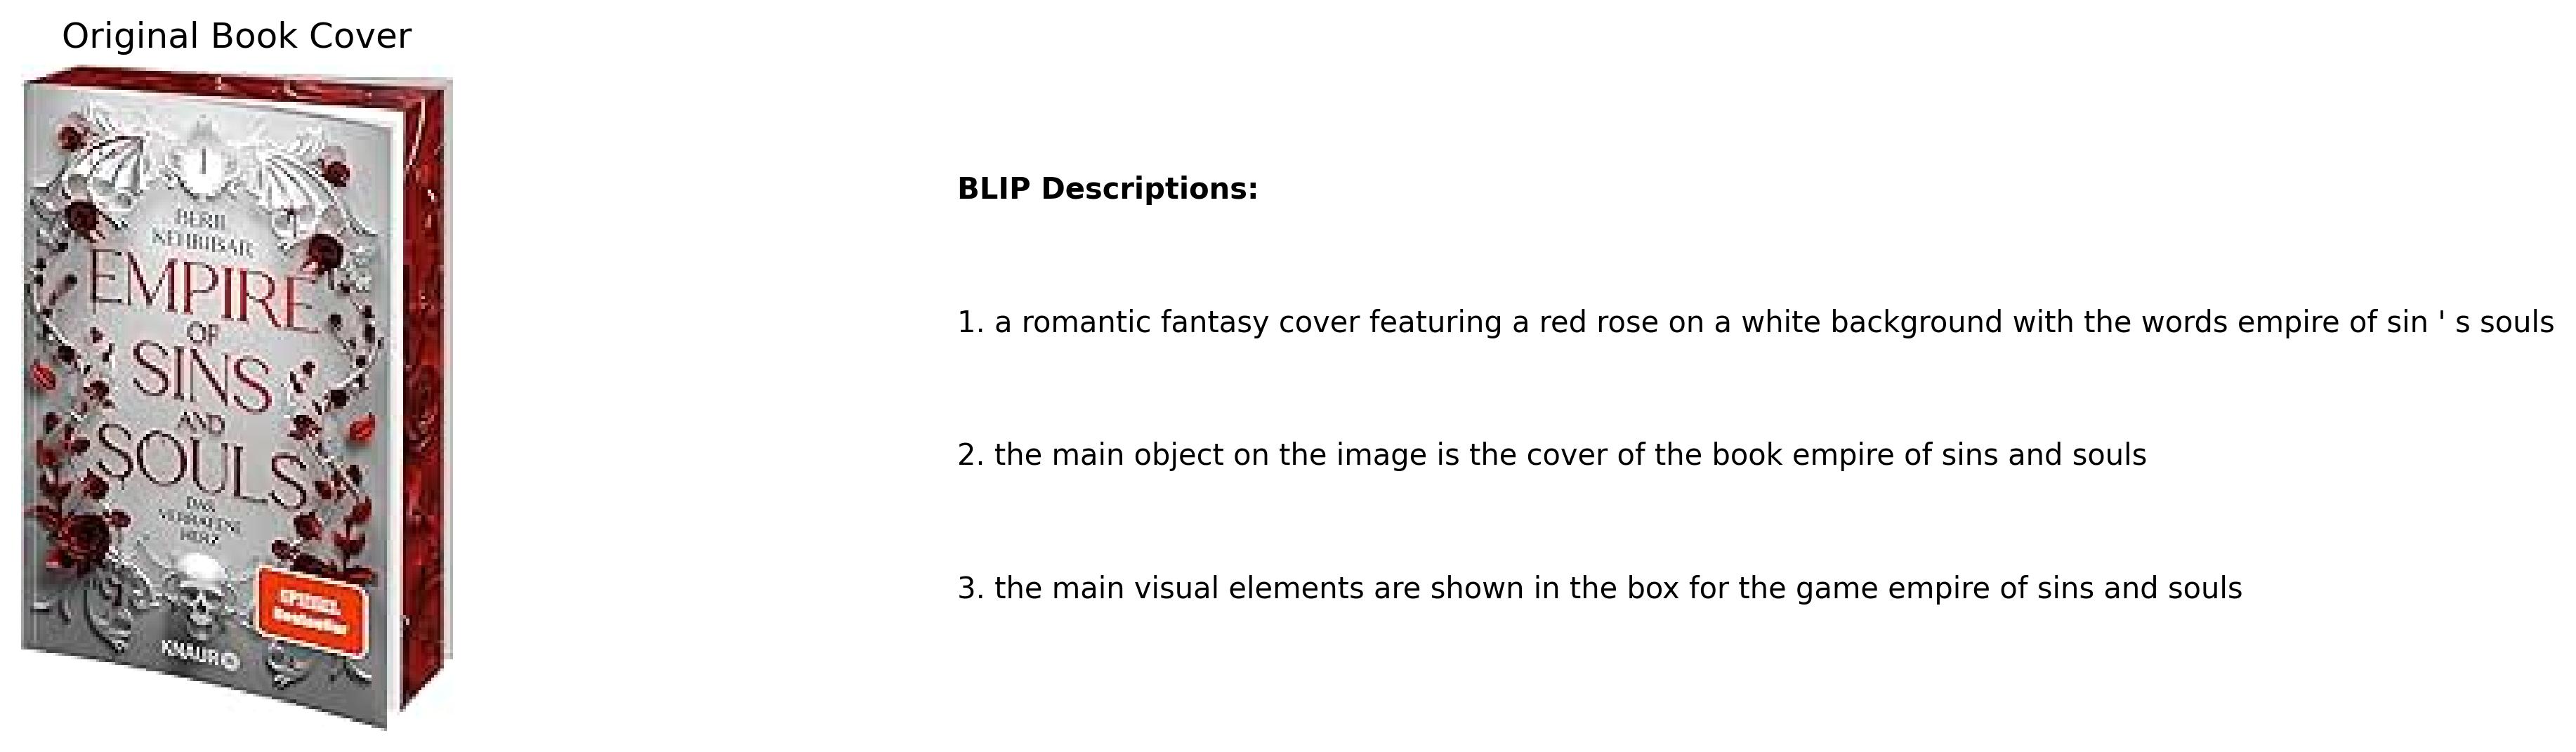 Original Book Cover
BERIL
KEHRIBAR
EMPIRE
OF
SINS
AND
SOULS
DAS
VERRATENE
HERZ
SPIEGEL
Bestseller
KNAUR
BLIP Descriptions:
1. a romantic fantasy cover featuring a red rose on a white background with the words empire of sin ' s souls
2. the main object on the image is the cover of the book empire of sins and souls
3. the main visual elements are shown in the box for the game empire of sins and souls